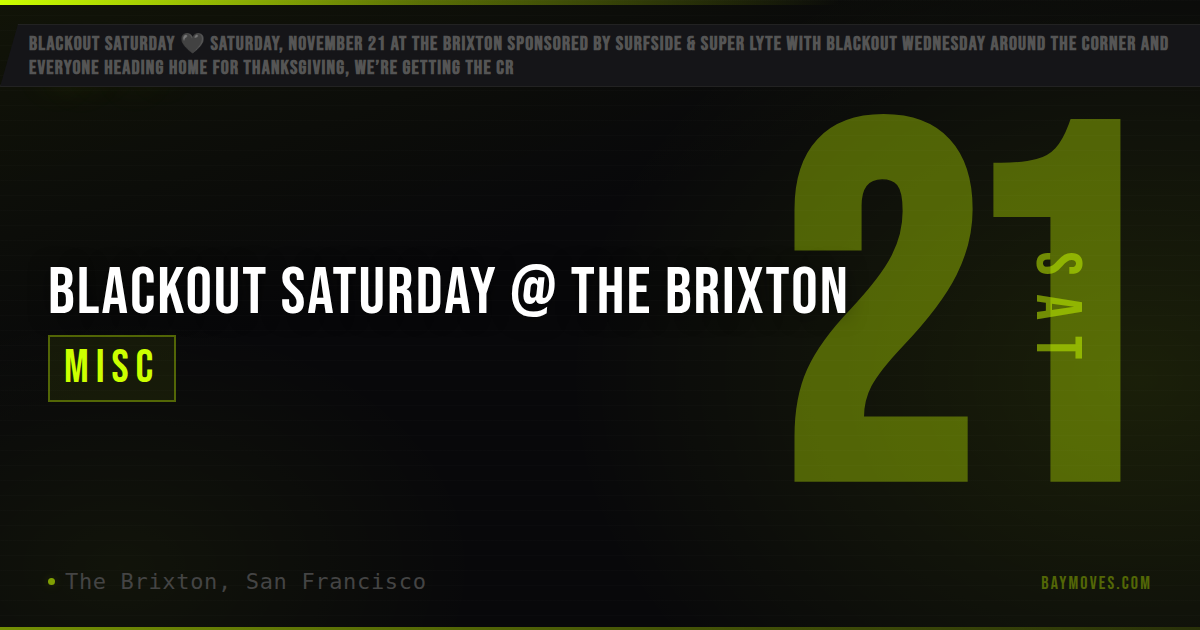 BLACKOUT SATURDAY 🖤 SATURDAY, NOVEMBER 21 AT THE BRIXTON SPONSORED BY SURFSIDE & SUPER LYTE WITH BLACKOUT WEDNESDAY AROUND THE CORNER AND
EVERYONE HEADING HOME FOR THANKSGIVING, WE'RE GETTING THE CR
21
SAT
BLACKOUT SATURDAY @ THE BRIXTON
MISC
The Brixton, San Francisco
BAYMOVES.COM